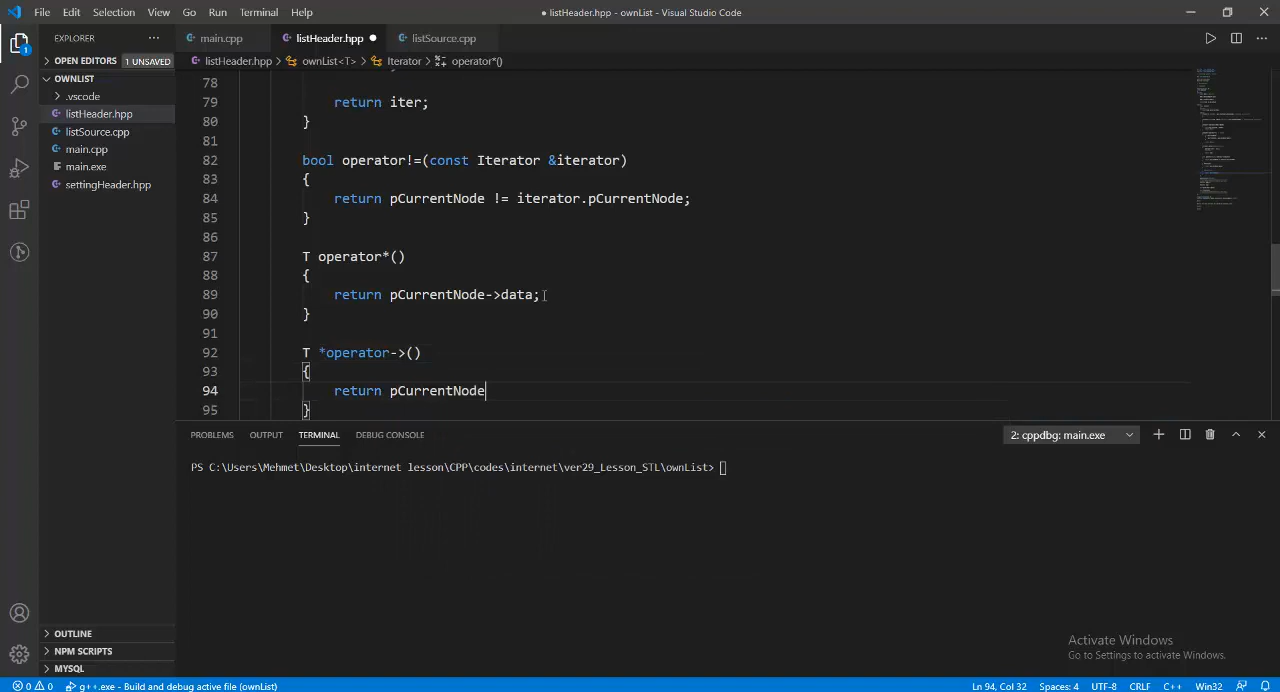 File Edit Selection View Go Run Terminal Help
● listHeader.hpp - ownList - Visual Studio Code
EXPLORER
OPEN EDITORS 1 UNSAVED
OWNLIST
.vscode
listHeader.hpp
listSource.cpp
main.cpp
main.exe
settingHeader.hpp
OUTLINE
NPM SCRIPTS
MYSQL
main.cpp listHeader.hpp ● listSource.cpp
listHeader.hpp > ownList<T> > Iterator > operator*()
78
79 return iter;
80 }
81
82 bool operator!=(const Iterator &iterator)
83 {
84 return pCurrentNode != iterator.pCurrentNode;
85 }
86
87 T operator*()
88 {
89 return pCurrentNode->data;
90 }
91
92 T *operator->()
93 {
94 return pCurrentNode
95 }
PROBLEMS OUTPUT TERMINAL DEBUG CONSOLE
2: cppdbg: main.exe
PS C:\Users\Mehmet\Desktop\internet lesson\CPP\codes\internet\ver29_Lesson_STL\ownList>
Activate Windows
Go to Settings to activate Windows.
0 0 g++.exe - Build and debug active file (ownList)
Ln 94, Col 32 Spaces: 4 UTF-8 CRLF C++ Win32